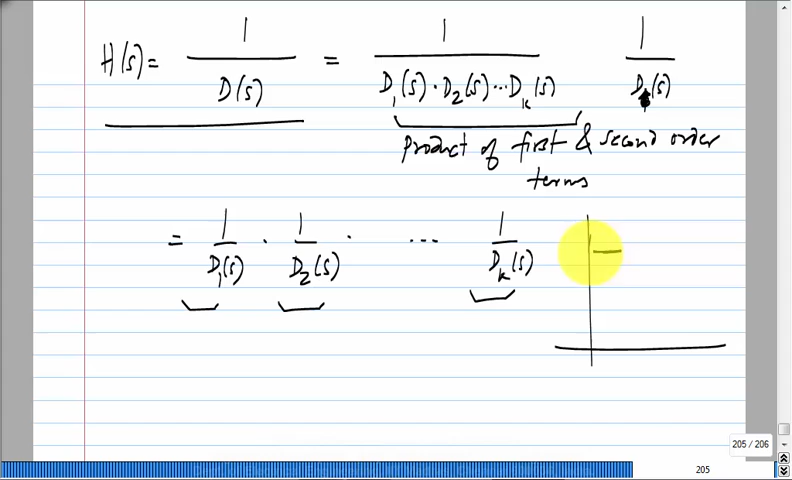 H(s) = 1/D(s) = 1/(D₁(s)·D₂(s)···Dₖ(s)) 1/D (s)
Product of first & second order
terms
= 1/D₁(s) · 1/D₂(s) · ... 1/Dₖ(s)
205 / 206
205